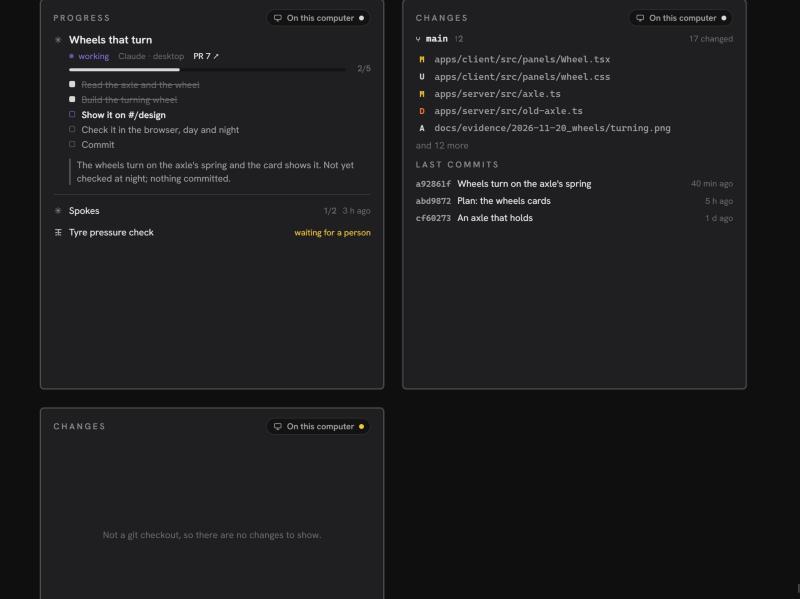 PROGRESS
On this computer
Wheels that turn
working Claude · desktop PR 7 ↗
2/5
Read the axle and the wheel
Build the turning wheel
Show it on #/design
Check it in the browser, day and night
Commit
The wheels turn on the axle's spring and the card shows it. Not yet
checked at night; nothing committed.
Spokes 1/2 3 h ago
Tyre pressure check waiting for a person
CHANGES
On this computer
main ↑2 17 changed
M apps/client/src/panels/Wheel.tsx
U apps/client/src/panels/wheel.css
M apps/server/src/axle.ts
D apps/server/src/old-axle.ts
A docs/evidence/2026-11-20_wheels/turning.png
and 12 more
LAST COMMITS
a92861f Wheels turn on the axle's spring 40 min ago
abd9872 Plan: the wheels cards 5 h ago
cf60273 An axle that holds 1 d ago
CHANGES
On this computer
Not a git checkout, so there are no changes to show.